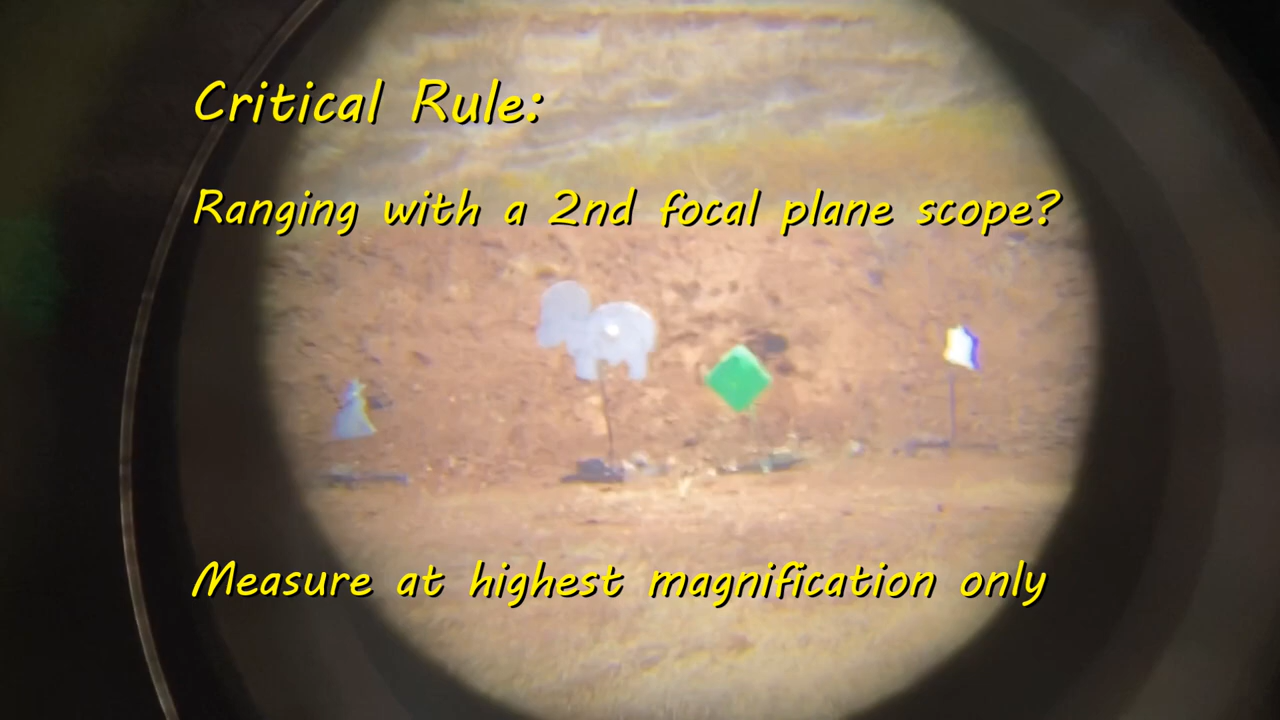 Critical Rule:
Ranging with a 2nd focal plane scope?
Measure at highest magnification only